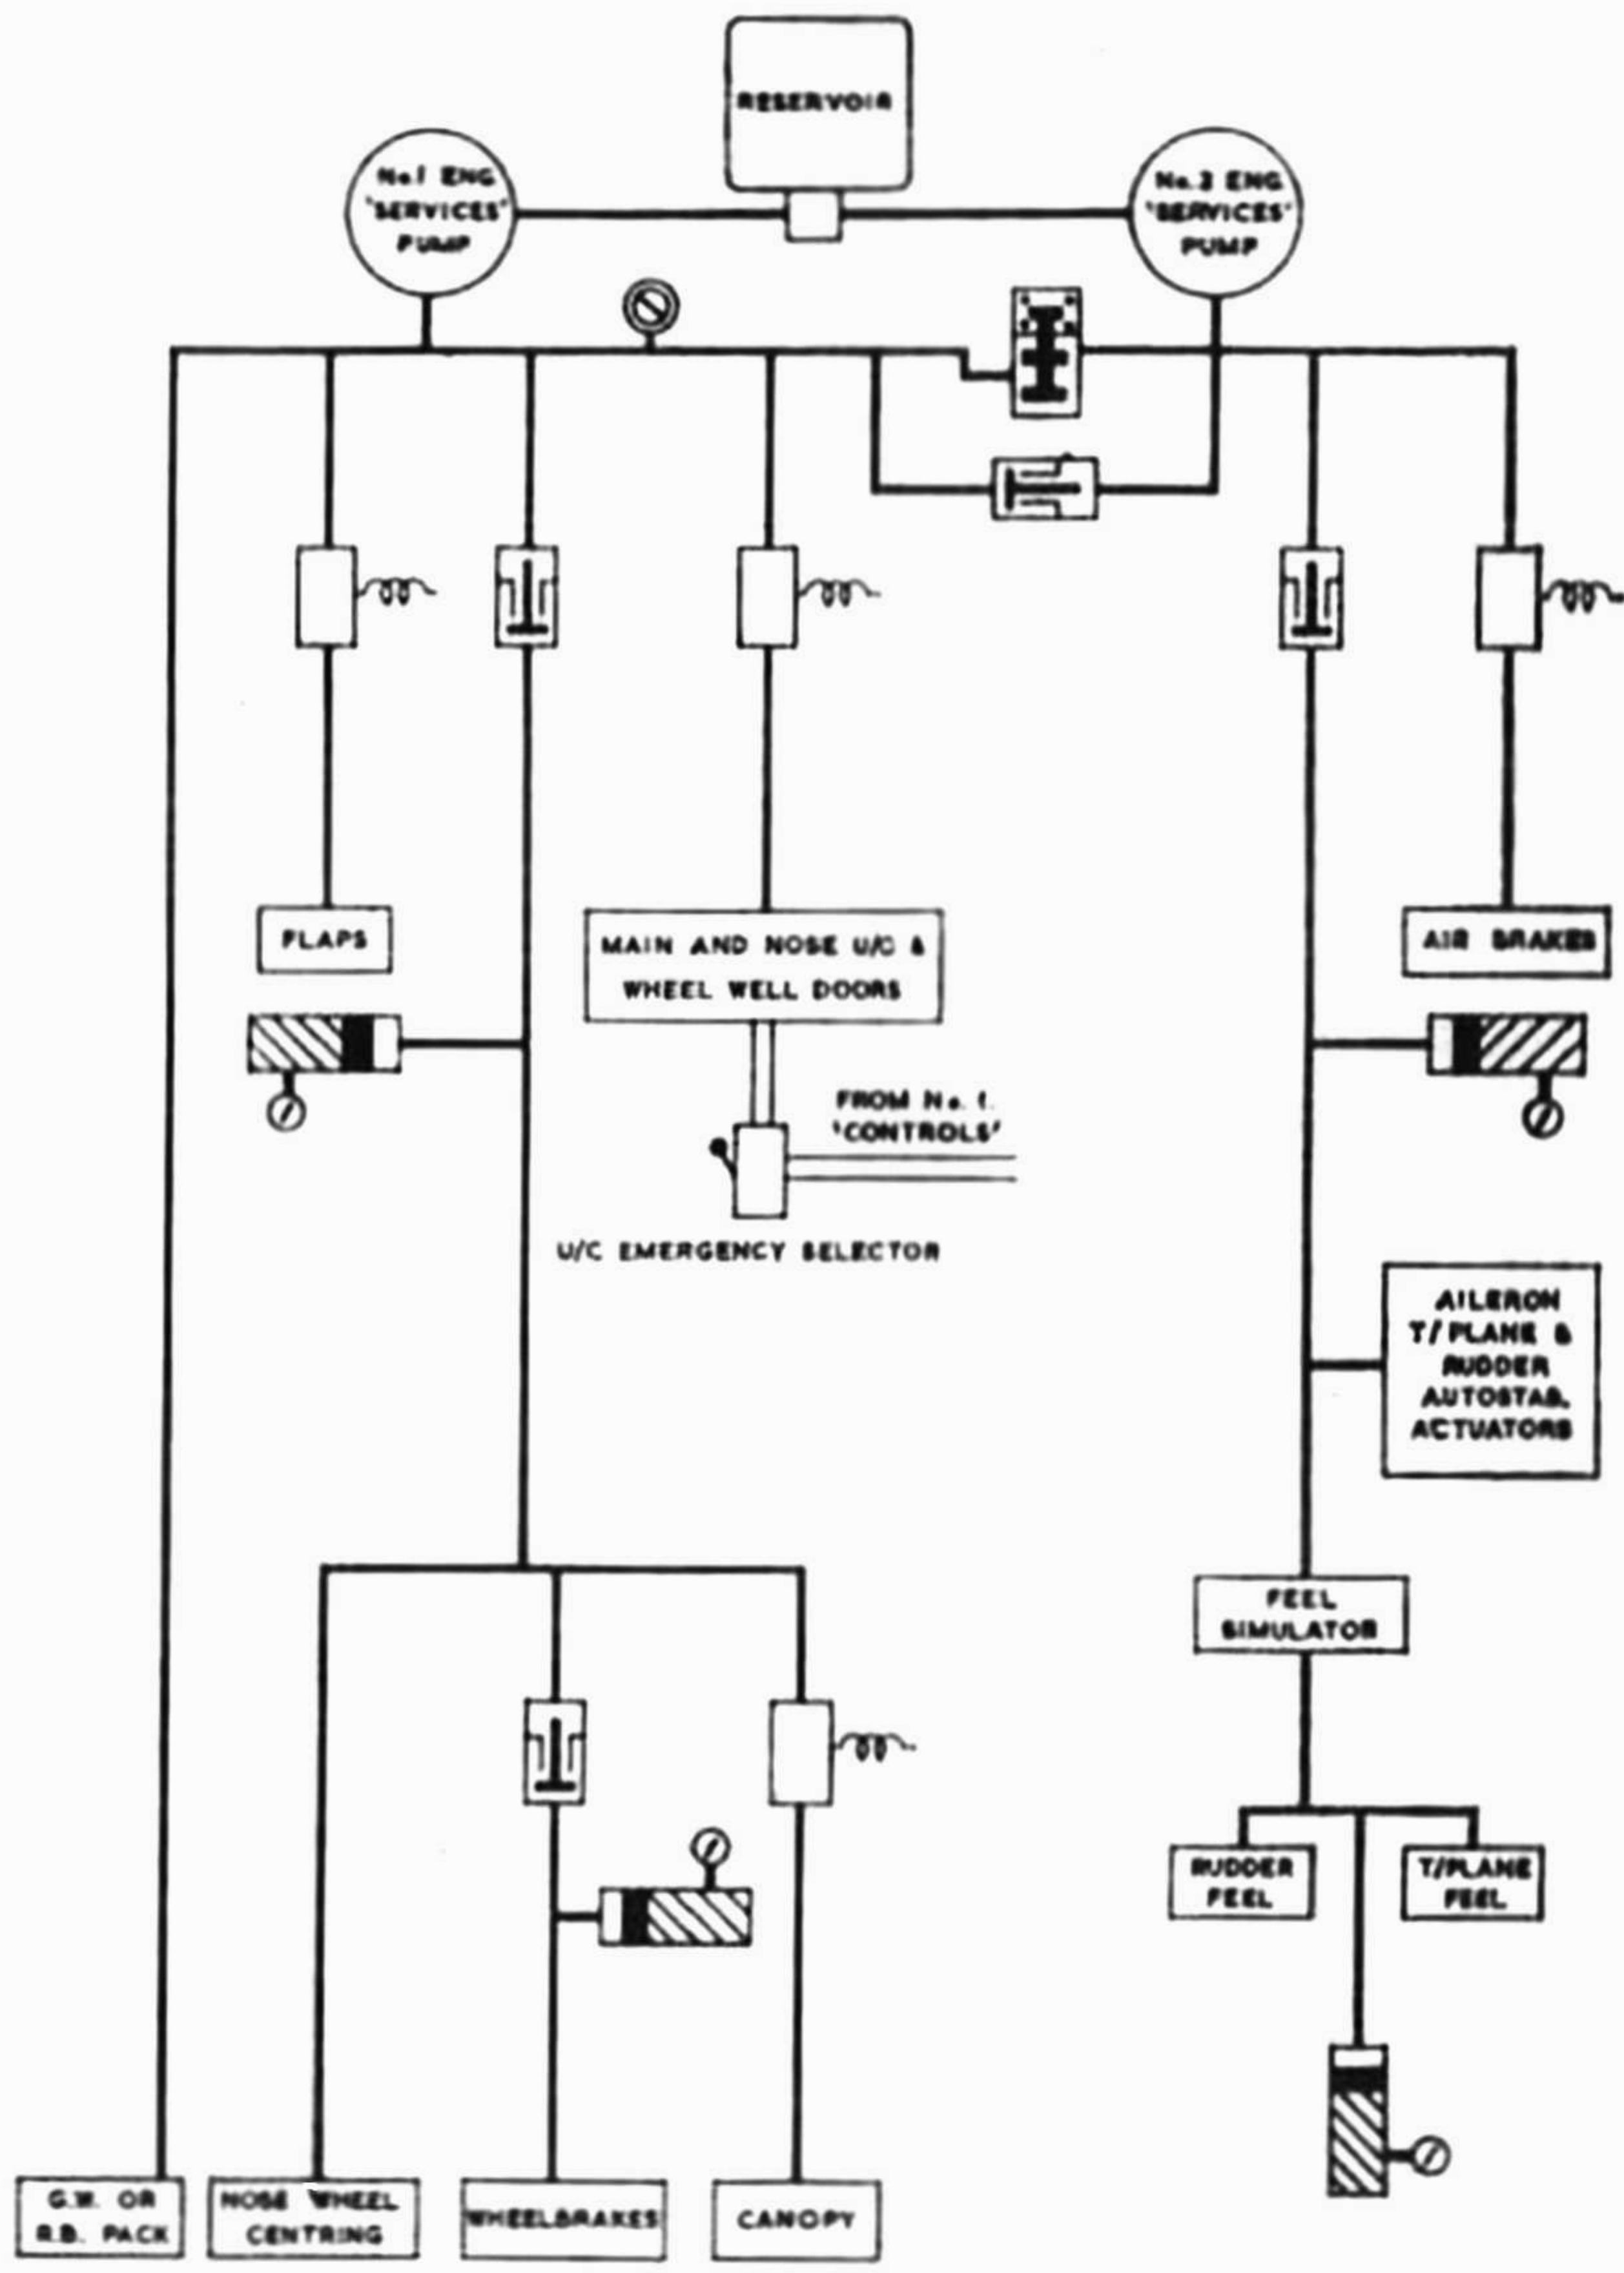 RESERVOIR
No.1 ENG
'SERVICES'
PUMP
No.2 ENG
'SERVICES'
PUMP
FLAPS
MAIN AND NOSE U/C &
WHEEL WELL DOORS
AIR BRAKES
FROM No. 1.
'CONTROLS'
U/C EMERGENCY SELECTOR
AILERON
T/PLANE &
RUDDER
AUTOSTAB.
ACTUATORS
FEEL
SIMULATOR
RUDDER
FEEL
T/PLANE
FEEL
G.W. OR
R.B. PACK
NOSE WHEEL
CENTRING
WHEELBRAKES
CANOPY